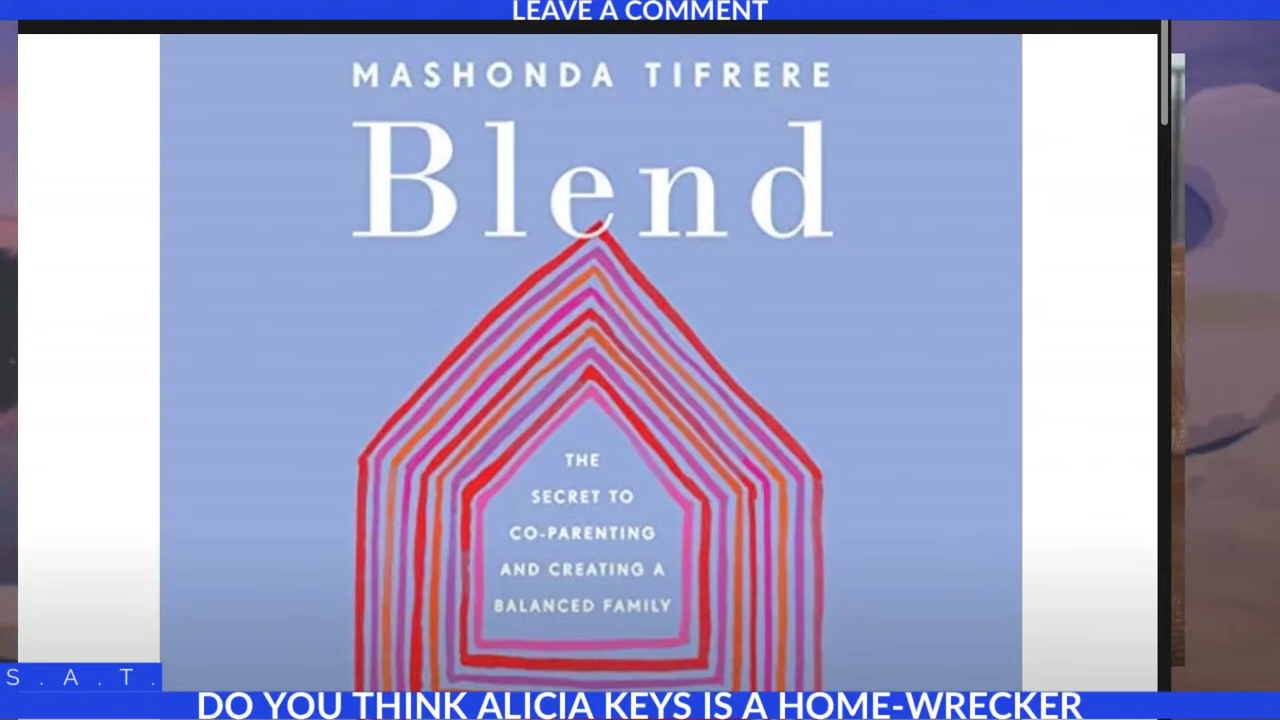 LEAVE A COMMENT
MASHONDA TIFRERE
Blend
THE
SECRET TO
CO-PARENTING
AND CREATING A
BALANCED FAMILY
S.A.T.
DO YOU THINK ALICIA KEYS IS A HOME-WRECKER